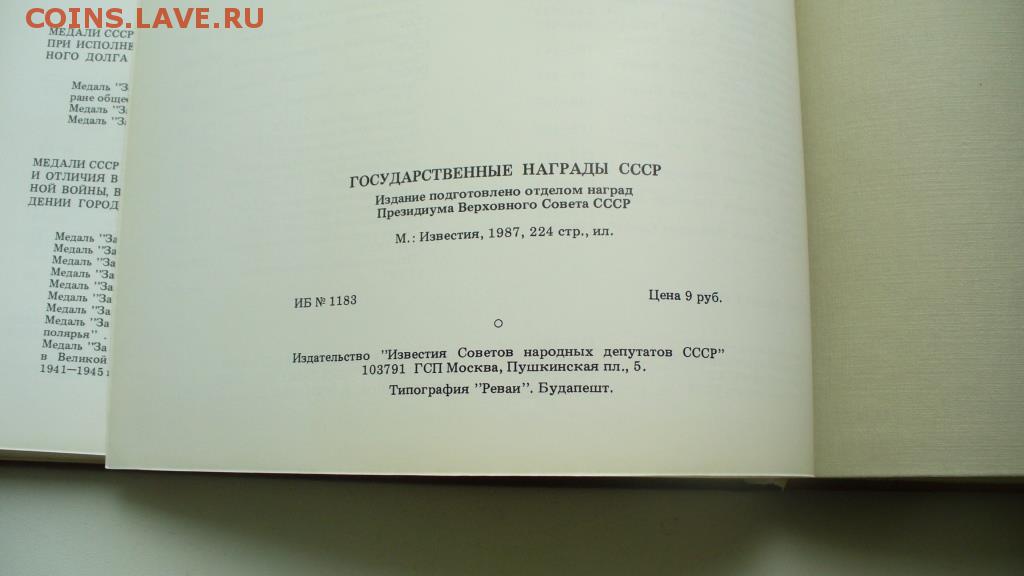 COINS.LAVE.RU
МЕДАЛИ СССР
ПРИ ИСПОЛНЕ
НОГО ДОЛГА
Медаль "За
ране обще
Медаль "За
Медаль "За
МЕДАЛИ СССР
И ОТЛИЧИЯ В
НОЙ ВОЙНЫ, В
ДЕНИИ ГОРОД
Медаль "За
Медаль "За
Медаль "За
Медаль "За
Медаль "За
Медаль "За
Медаль "За
Медаль "За
полярья" .
Медаль "За
в Великой
1941—1945 г
ГОСУДАРСТВЕННЫЕ НАГРАДЫ СССР
Издание подготовлено отделом наград
Президиума Верховного Совета СССР
М.: Известия, 1987, 224 стр., ил.
ИБ № 1183
Цена 9 руб.
Издательство "Известия Советов народных депутатов СССР"
103791 ГСП Москва, Пушкинская пл., 5.
Типография "Реваи". Будапешт.